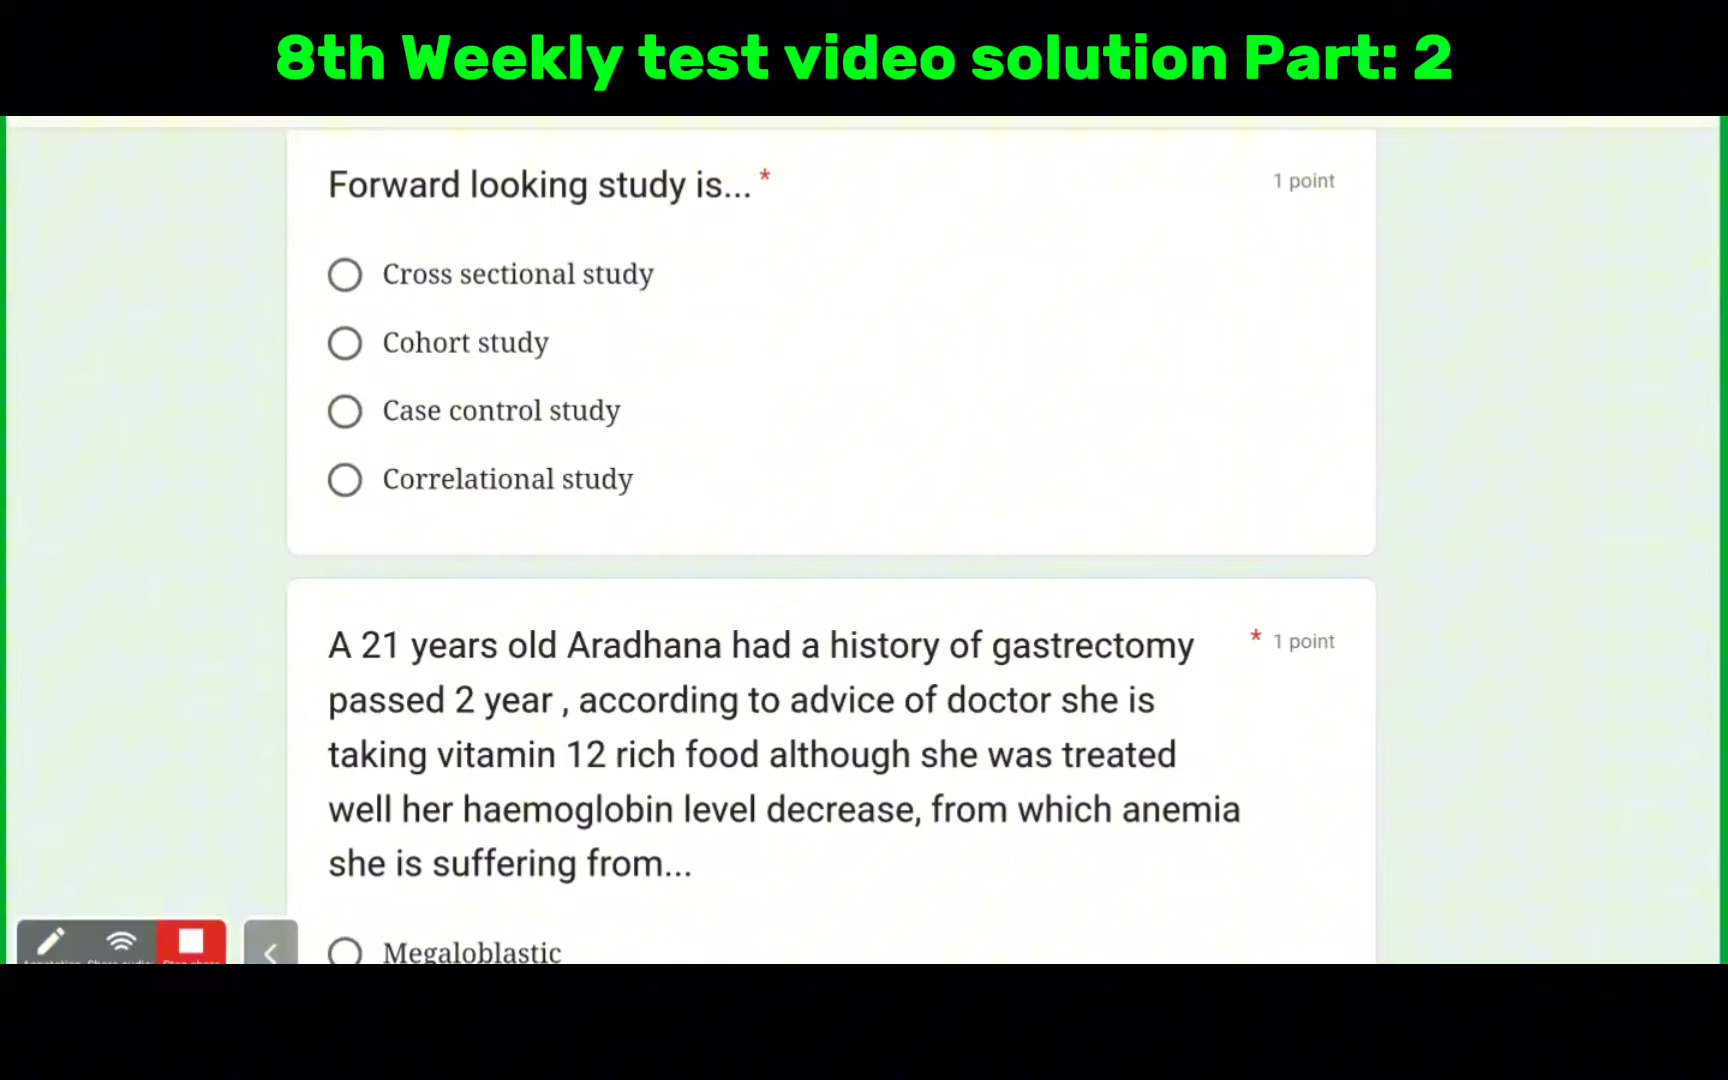 8th Weekly test video solution Part: 2
Forward looking study is... *
1 point
Cross sectional study
Cohort study
Case control study
Correlational study
A 21 years old Aradhana had a history of gastrectomy
* 1 point
passed 2 year , according to advice of doctor she is
taking vitamin 12 rich food although she was treated
well her haemoglobin level decrease, from which anemia
she is suffering from...
Megaloblastic